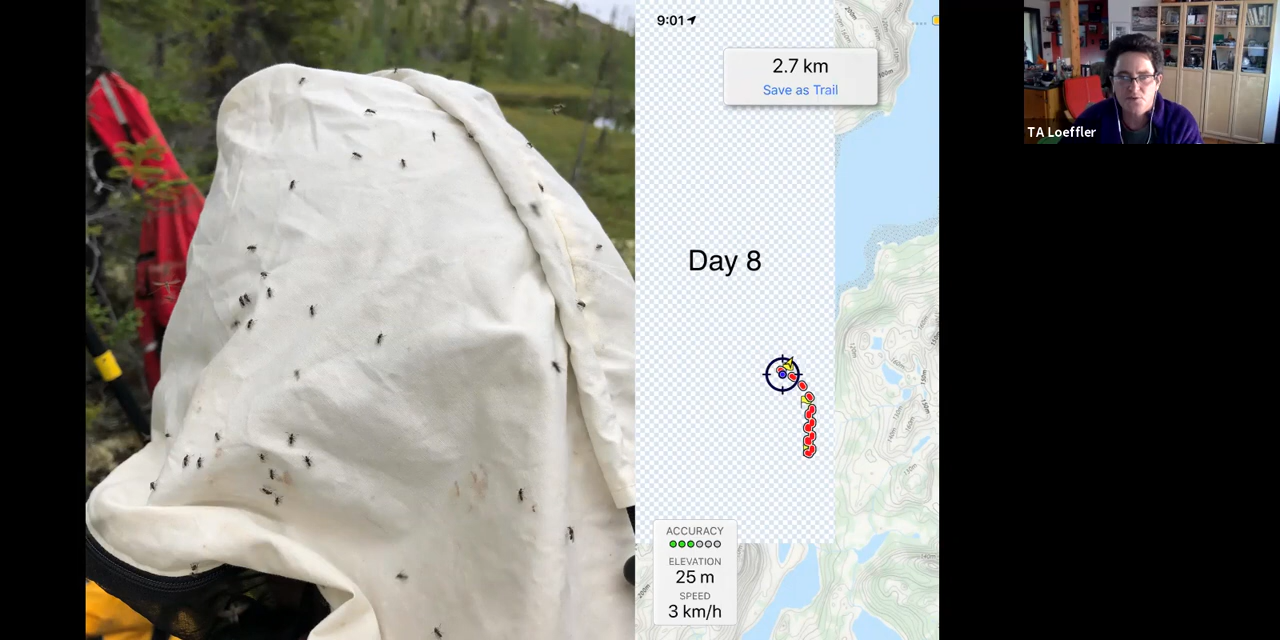 9:01
2.7 km
Save as Trail
Day 8
ACCURACY
ELEVATION
25 m
SPEED
3 km/h
TA Loeffler